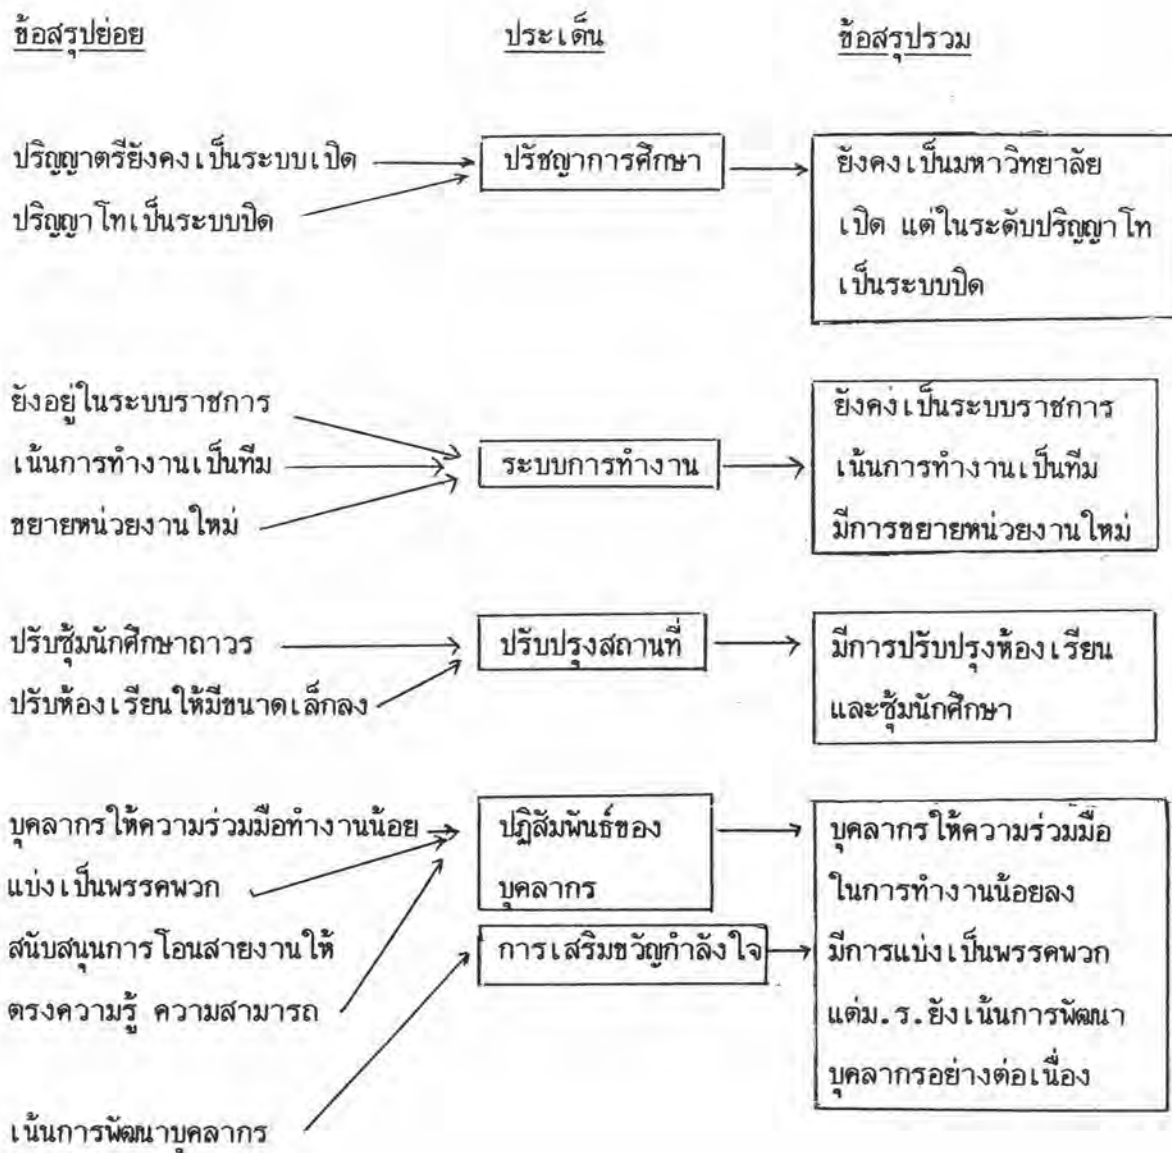 ข้อสรุปย่อย ประเด็น ข้อสรุปรวม
ปริญญาตรียังคงเป็นระบบเปิด ปรัชญาการศึกษา ยังคงเป็นมหาวิทยาลัย
ปริญญาโทเป็นระบบปิด เปิด แต่ในระดับปริญญาโท
เป็นระบบปิด
ยังอยู่ในระบบราชการ ยังคงเป็นระบบราชการ
เน้นการทำงานเป็นทีม ระบบการทำงาน เน้นการทำงานเป็นทีม
ขยายหน่วยงานใหม่ มีการขยายหน่วยงานใหม่
ปรับซุ้มนักศึกษาถาวร ปรับปรุงสถานที่ มีการปรับปรุงห้องเรียน
ปรับห้องเรียนให้มีขนาดเล็กลง และซุ้มนักศึกษา
บุคลากรให้ความร่วมมือทำงานน้อย ปฏิสัมพันธ์ของ บุคลากรให้ความร่วมมือ
แบ่งเป็นพรรคพวก บุคลากร ในการทำงานน้อยลง
สนับสนุนการโอนสายงานให้ การเสริมขวัญกำลังใจ มีการแบ่งเป็นพรรคพวก
ตรงความรู้ ความสามารถ แต่ม.ร.ยังเน้นการพัฒนา
บุคลากรอย่างต่อเนื่อง
เน้นการพัฒนาบุคลากร